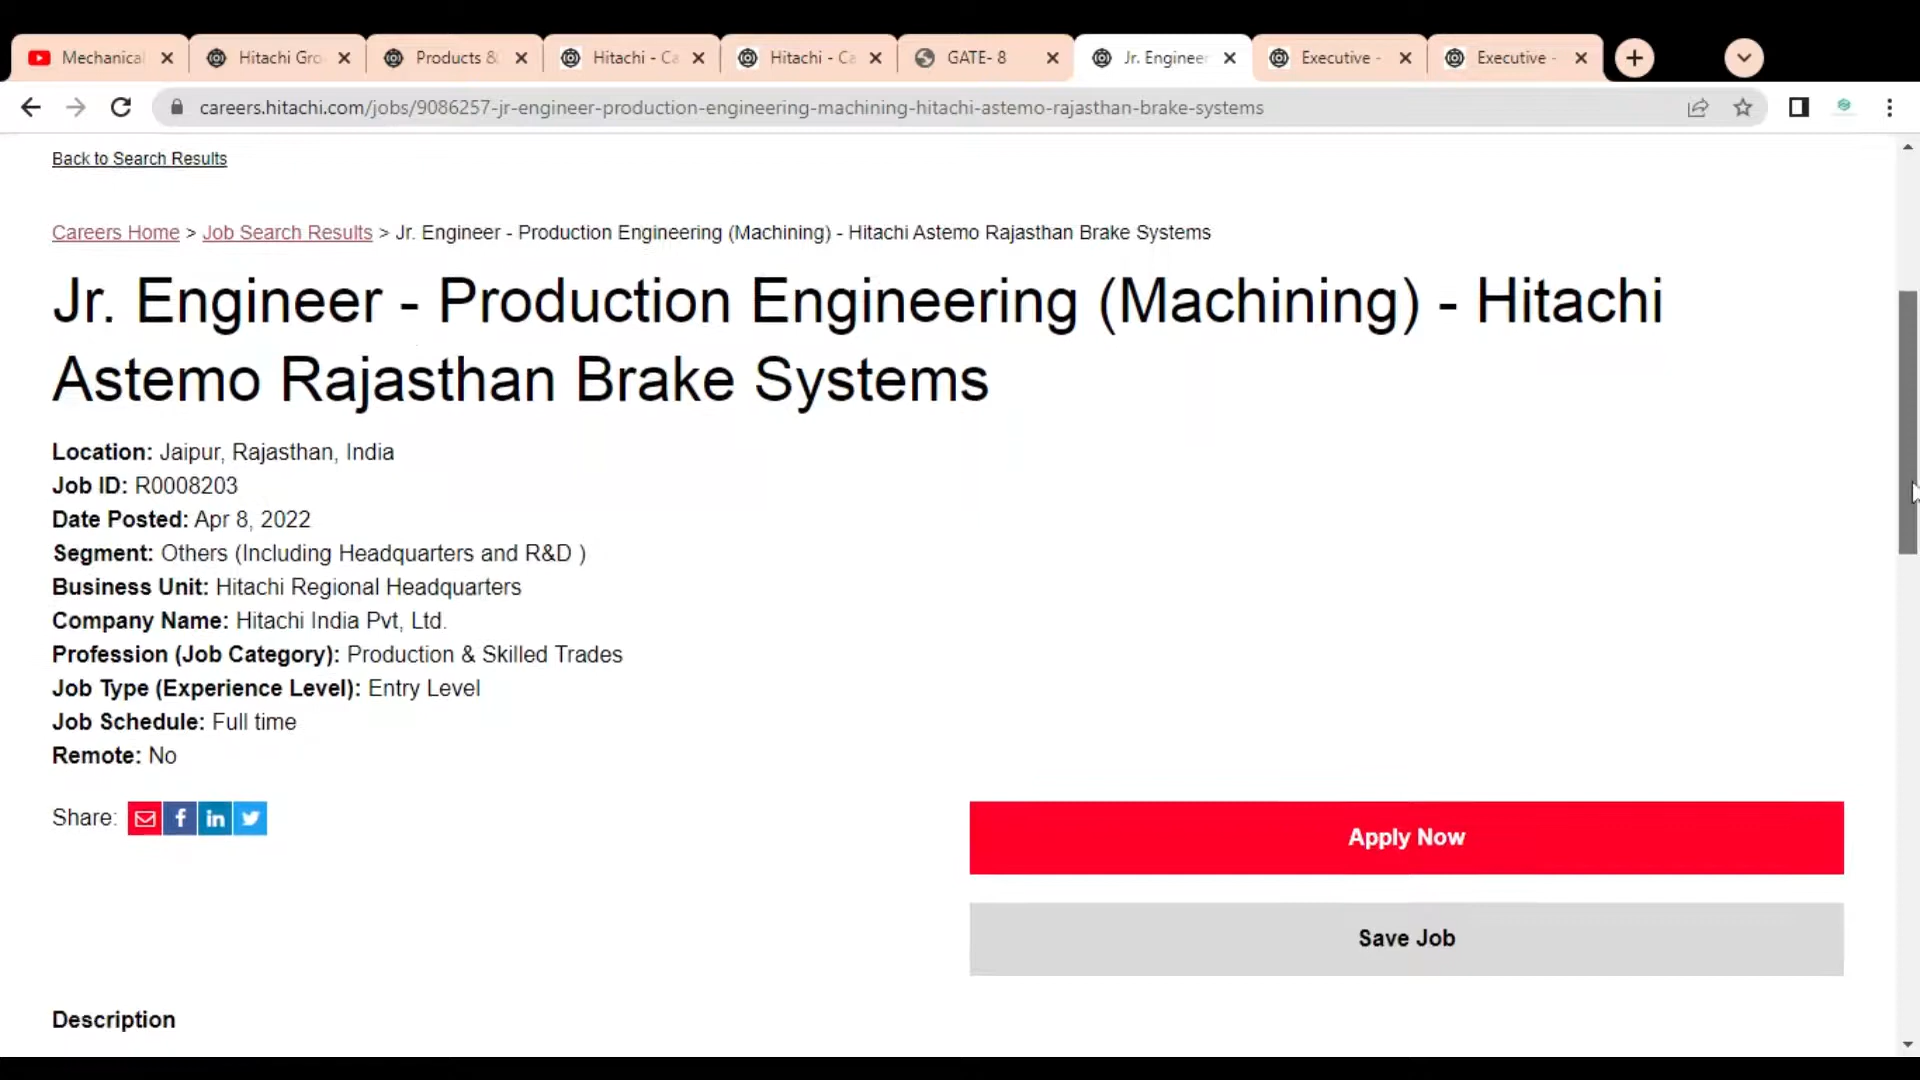 Mechanical
Hitachi Gro
Products &
Hitachi - Ca
Hitachi - Ca
GATE- 8
Jr. Engineer
Executive -
Executive -
careers.hitachi.com/jobs/9086257-jr-engineer-production-engineering-machining-hitachi-astemo-rajasthan-brake-systems
Back to Search Results
Careers Home > Job Search Results > Jr. Engineer - Production Engineering (Machining) - Hitachi Astemo Rajasthan Brake Systems
Jr. Engineer - Production Engineering (Machining) - Hitachi
Astemo Rajasthan Brake Systems
Location: Jaipur, Rajasthan, India
Job ID: R0008203
Date Posted: Apr 8, 2022
Segment: Others (Including Headquarters and R&D )
Business Unit: Hitachi Regional Headquarters
Company Name: Hitachi India Pvt, Ltd.
Profession (Job Category): Production & Skilled Trades
Job Type (Experience Level): Entry Level
Job Schedule: Full time
Remote: No
Share:
Apply Now
Save Job
Description